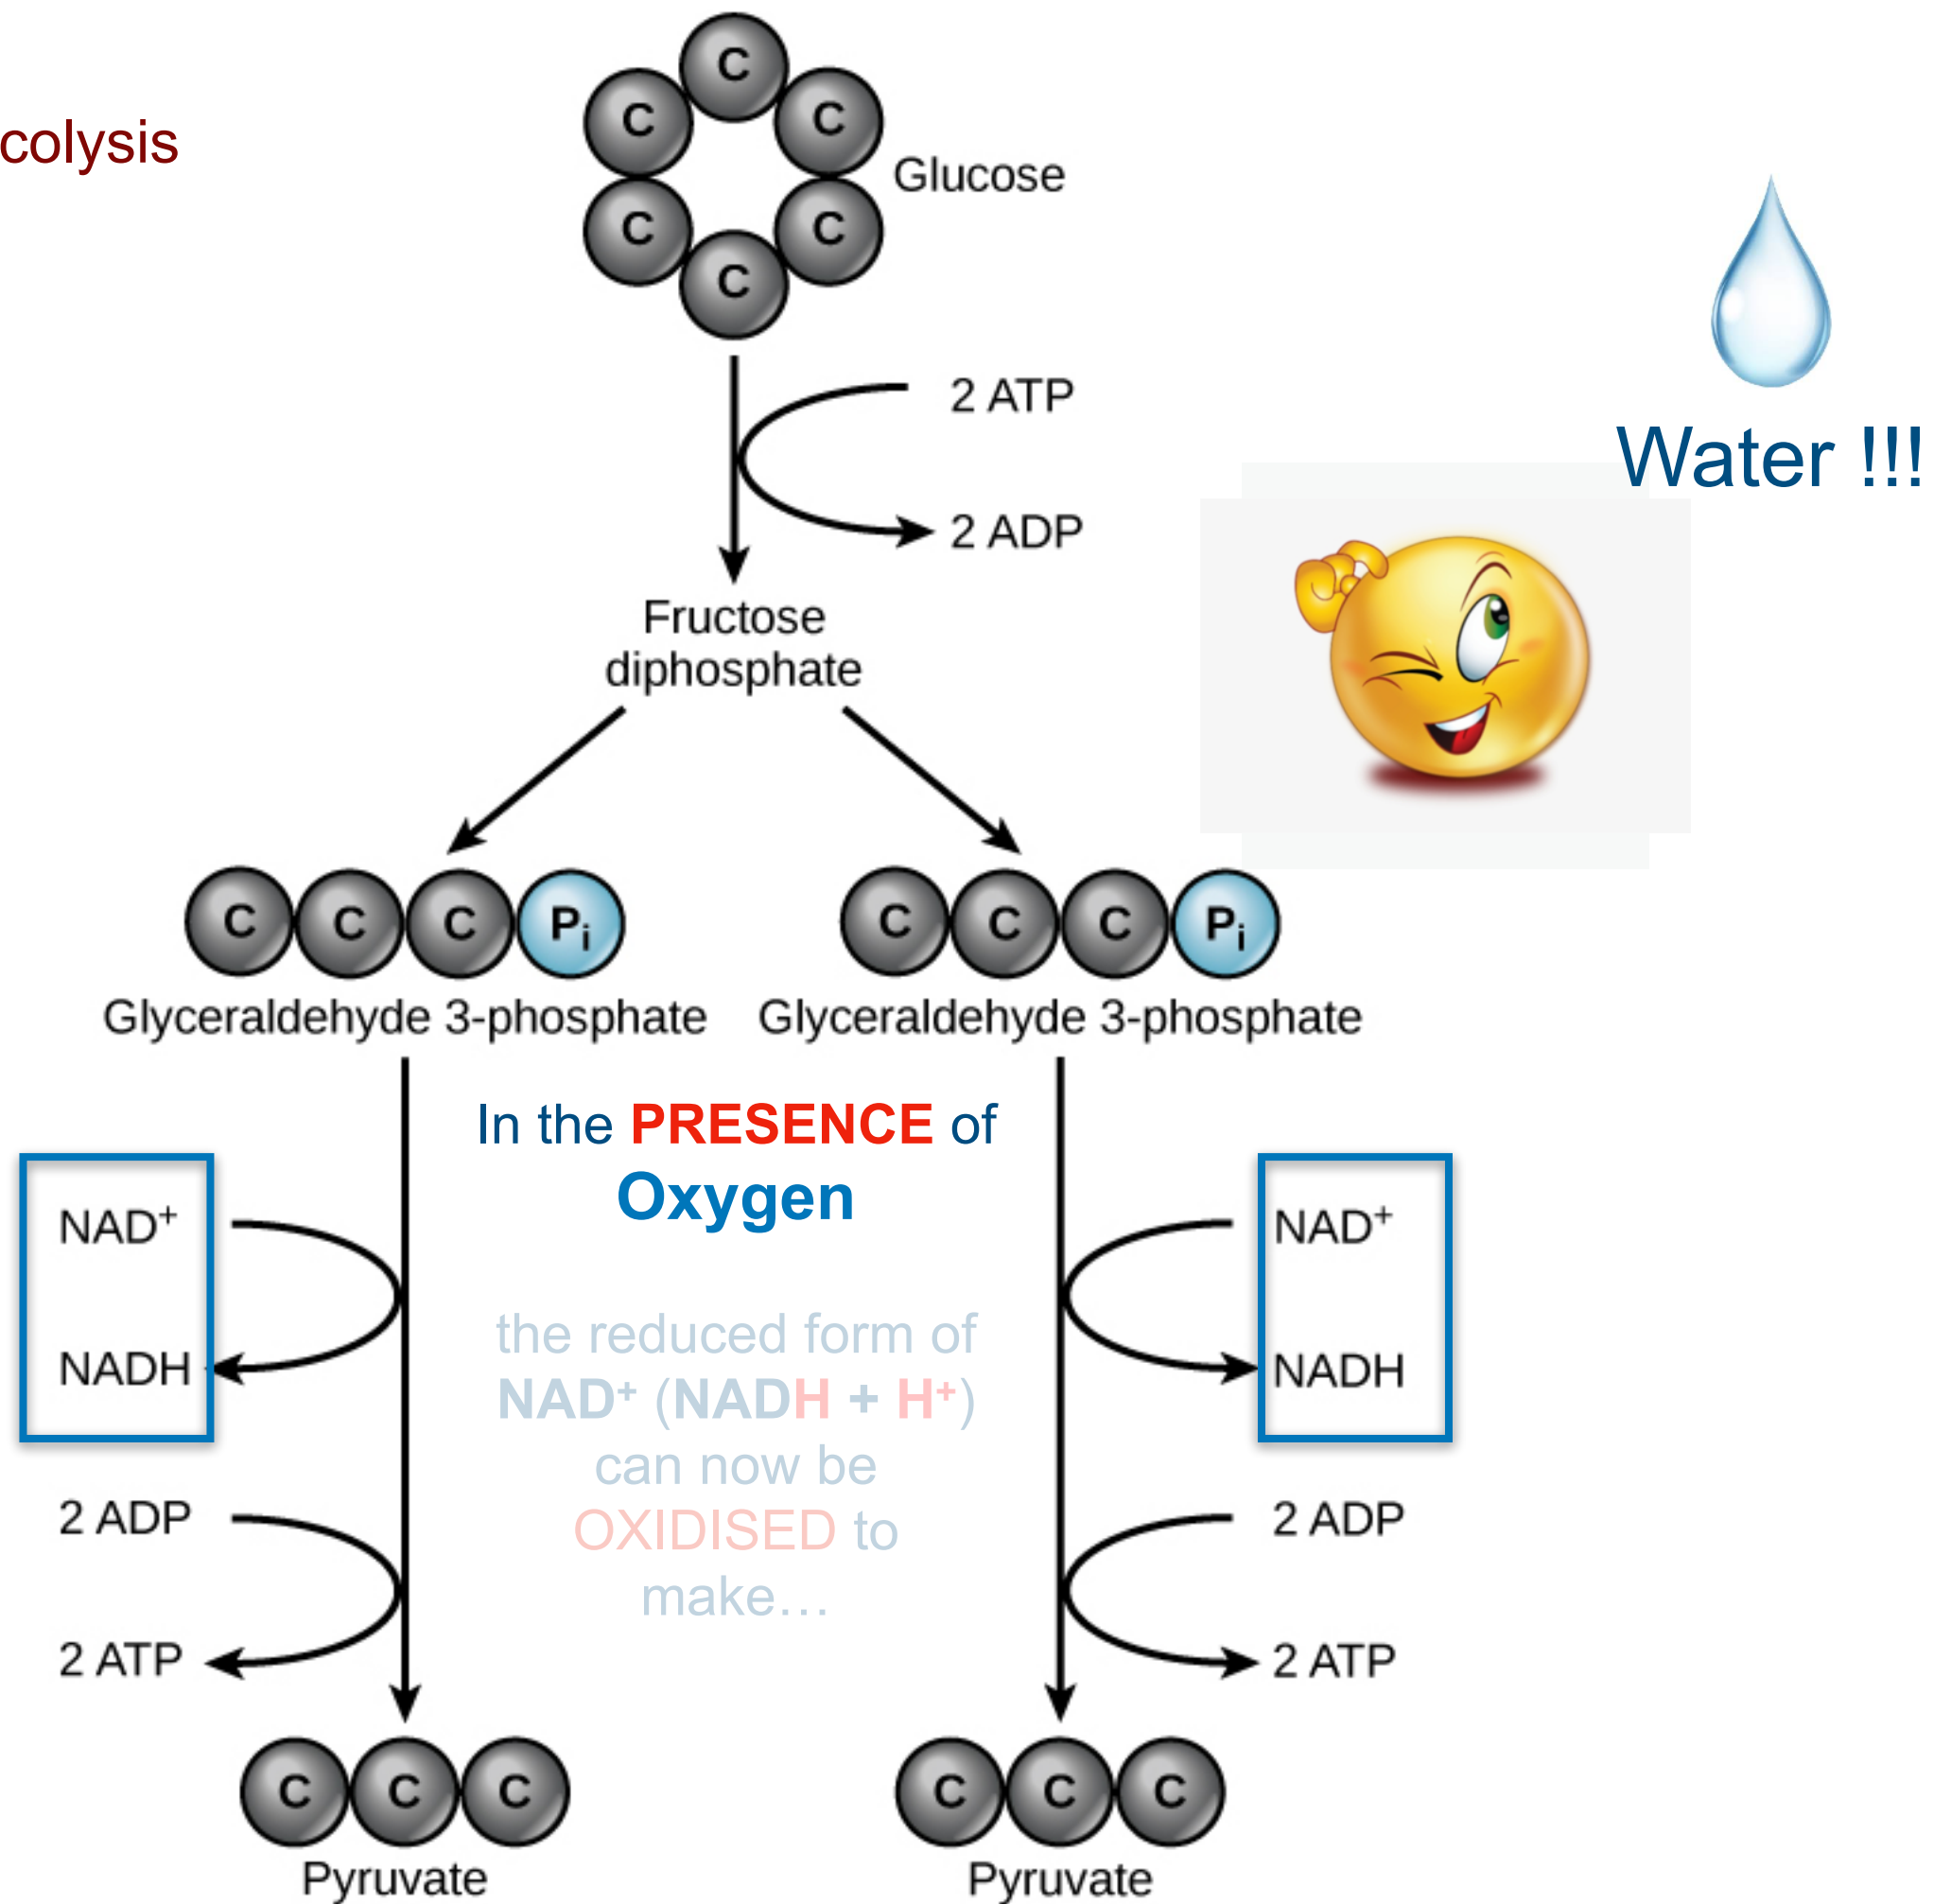 colysis
C
C
C
C
C
C
Glucose
Water !!!
2 ATP
2 ADP
Fructose
diphosphate
C C C Pi
C C C Pi
Glyceraldehyde 3-phosphate
Glyceraldehyde 3-phosphate
In the PRESENCE of
Oxygen
NAD⁺
NADH
the reduced form of
NAD⁺ (NADH + H⁺)
can now be
OXIDISED to
make…
NAD⁺
NADH
2 ADP
2 ATP
2 ADP
2 ATP
C C C
Pyruvate
C C C
Pyruvate